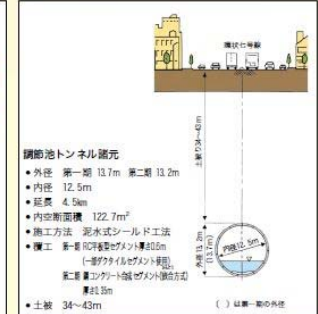 環状七号線
土被り34~43m
調節池トンネル諸元
• 外径 第一期 13.7m 第二期 13.2m
• 内径 12.5m
• 延長 4.5km
• 内空断面積 122.7m²
• 施工方法 泥水式シールド工法
• 覆工 第一期 RC平板型セグメント厚さ0.6m
(一部ダクタイルセグメント使用)
第二期 鋼コンクリート合成セグメント(嵌合方式)
厚さ0.35m
• 土被 34~43m
外径13.2m
(13.7m)
内径12.5m
( ) は第一期の外径